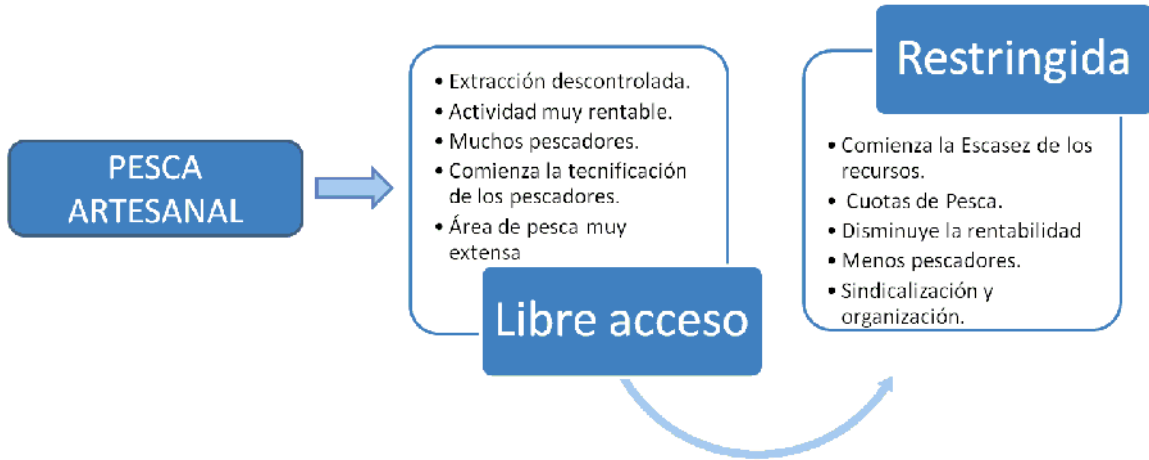 PESCA
ARTESANAL
• Extracción descontrolada.
• Actividad muy rentable.
• Muchos pescadores.
• Comienza la tecnificación
de los pescadores.
• Área de pesca muy
extensa
Libre acceso
Restringida
• Comienza la Escasez de los
recursos.
• Cuotas de Pesca.
• Disminuye la rentabilidad
• Menos pescadores.
• Sindicalización y
organización.